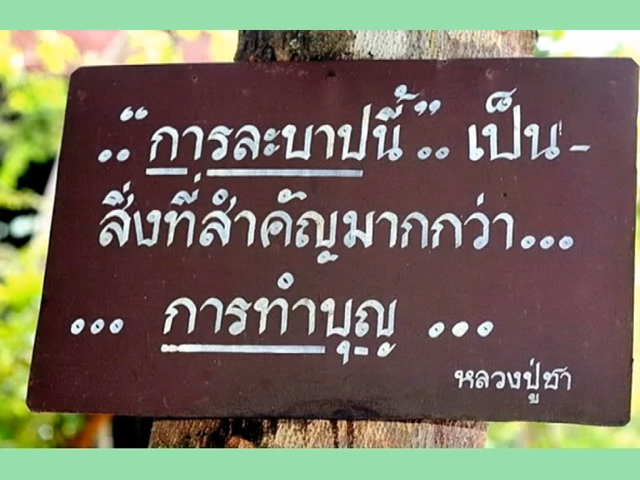 ..“การละบาปนี้”.. เป็น-
สิ่งที่สำคัญมากกว่า...
... การทำบุญ ...
หลวงปู่ชา